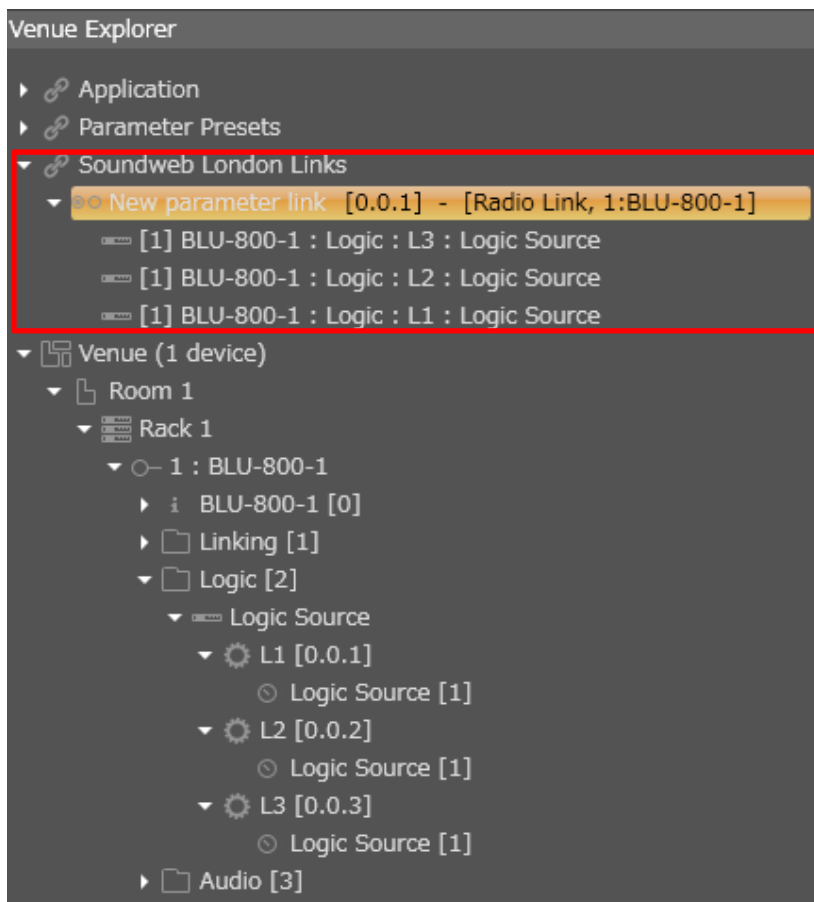 Venue Explorer
Application
Parameter Presets
Soundweb London Links
New parameter link [0.0.1] - [Radio Link, 1:BLU-800-1]
[1] BLU-800-1 : Logic : L3 : Logic Source
[1] BLU-800-1 : Logic : L2 : Logic Source
[1] BLU-800-1 : Logic : L1 : Logic Source
Venue (1 device)
Room 1
Rack 1
1 : BLU-800-1
BLU-800-1 [0]
Linking [1]
Logic [2]
Logic Source
L1 [0.0.1]
Logic Source [1]
L2 [0.0.2]
Logic Source [1]
L3 [0.0.3]
Logic Source [1]
Audio [3]